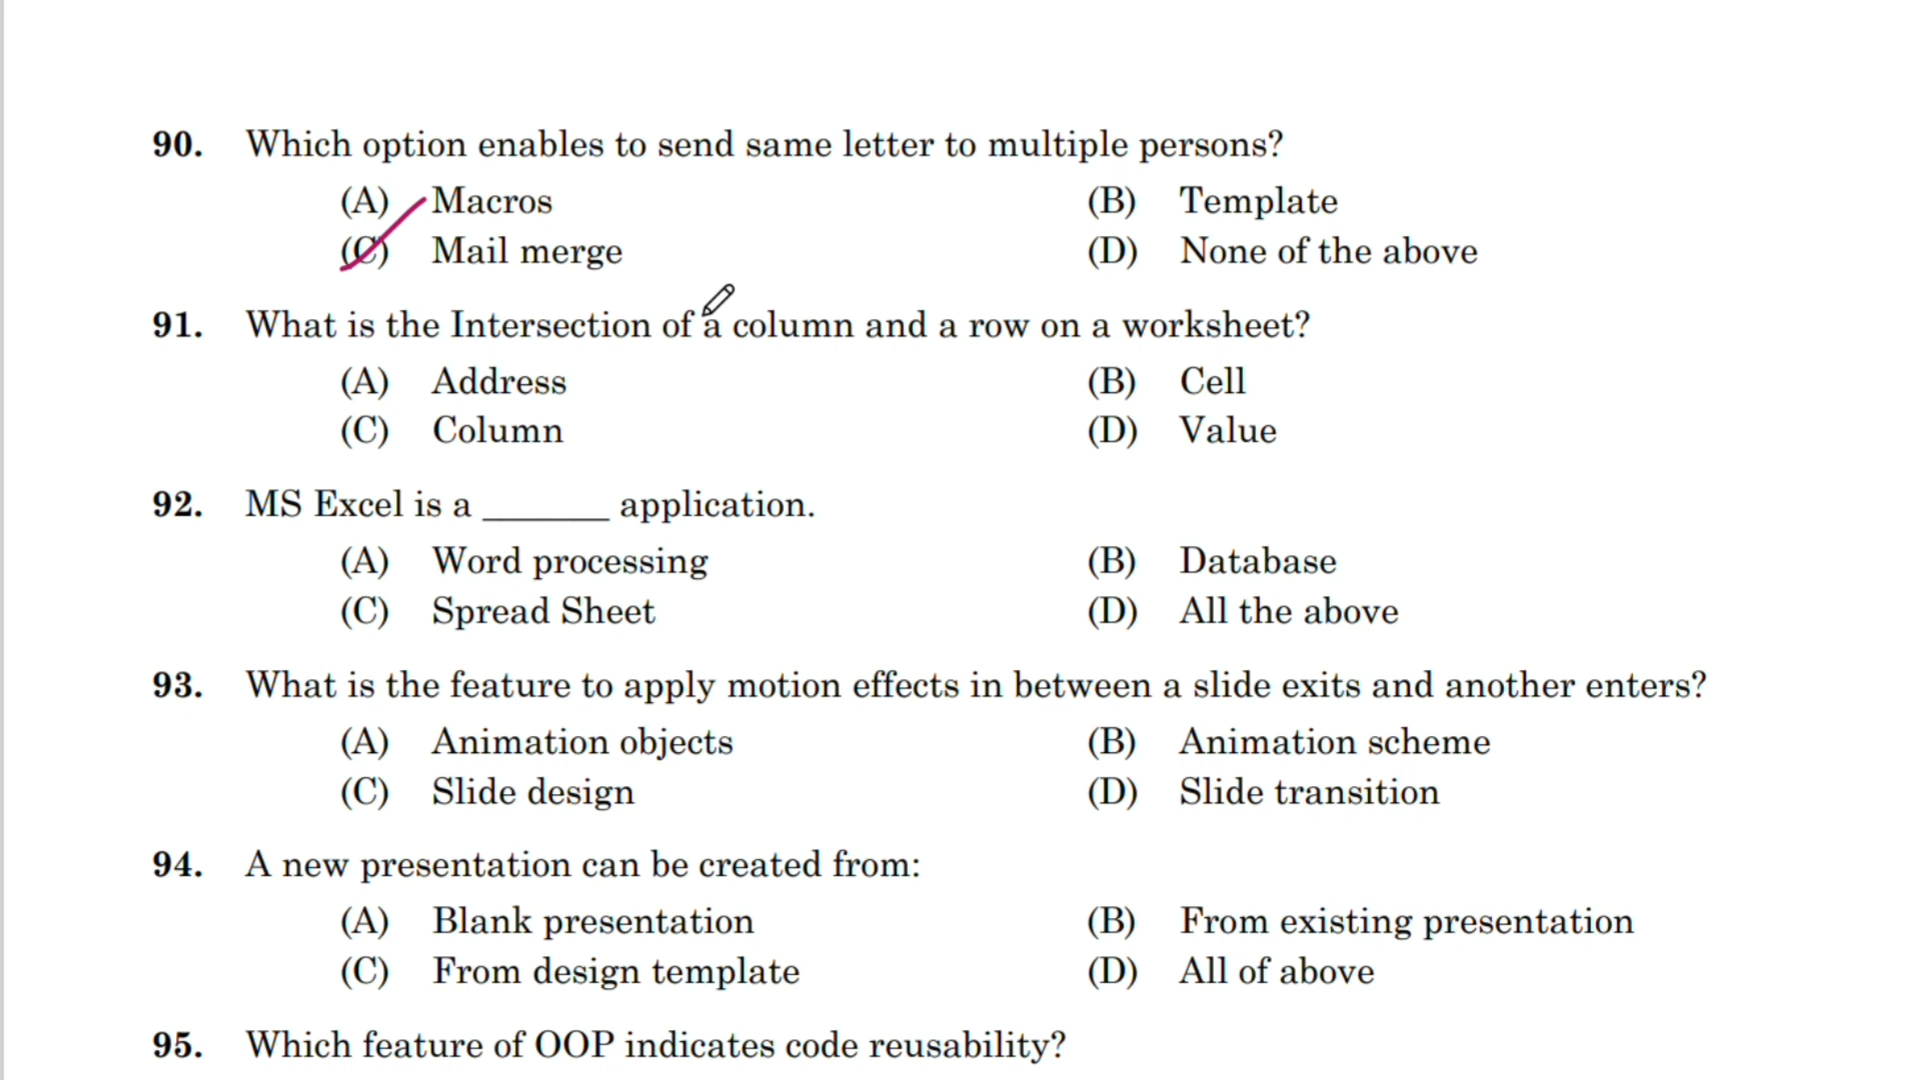 90. Which option enables to send same letter to multiple persons?
(A) Macros (B) Template
(C) Mail merge (D) None of the above
91. What is the Intersection of a column and a row on a worksheet?
(A) Address (B) Cell
(C) Column (D) Value
92. MS Excel is a _______ application.
(A) Word processing (B) Database
(C) Spread Sheet (D) All the above
93. What is the feature to apply motion effects in between a slide exits and another enters?
(A) Animation objects (B) Animation scheme
(C) Slide design (D) Slide transition
94. A new presentation can be created from:
(A) Blank presentation (B) From existing presentation
(C) From design template (D) All of above
95. Which feature of OOP indicates code reusability?